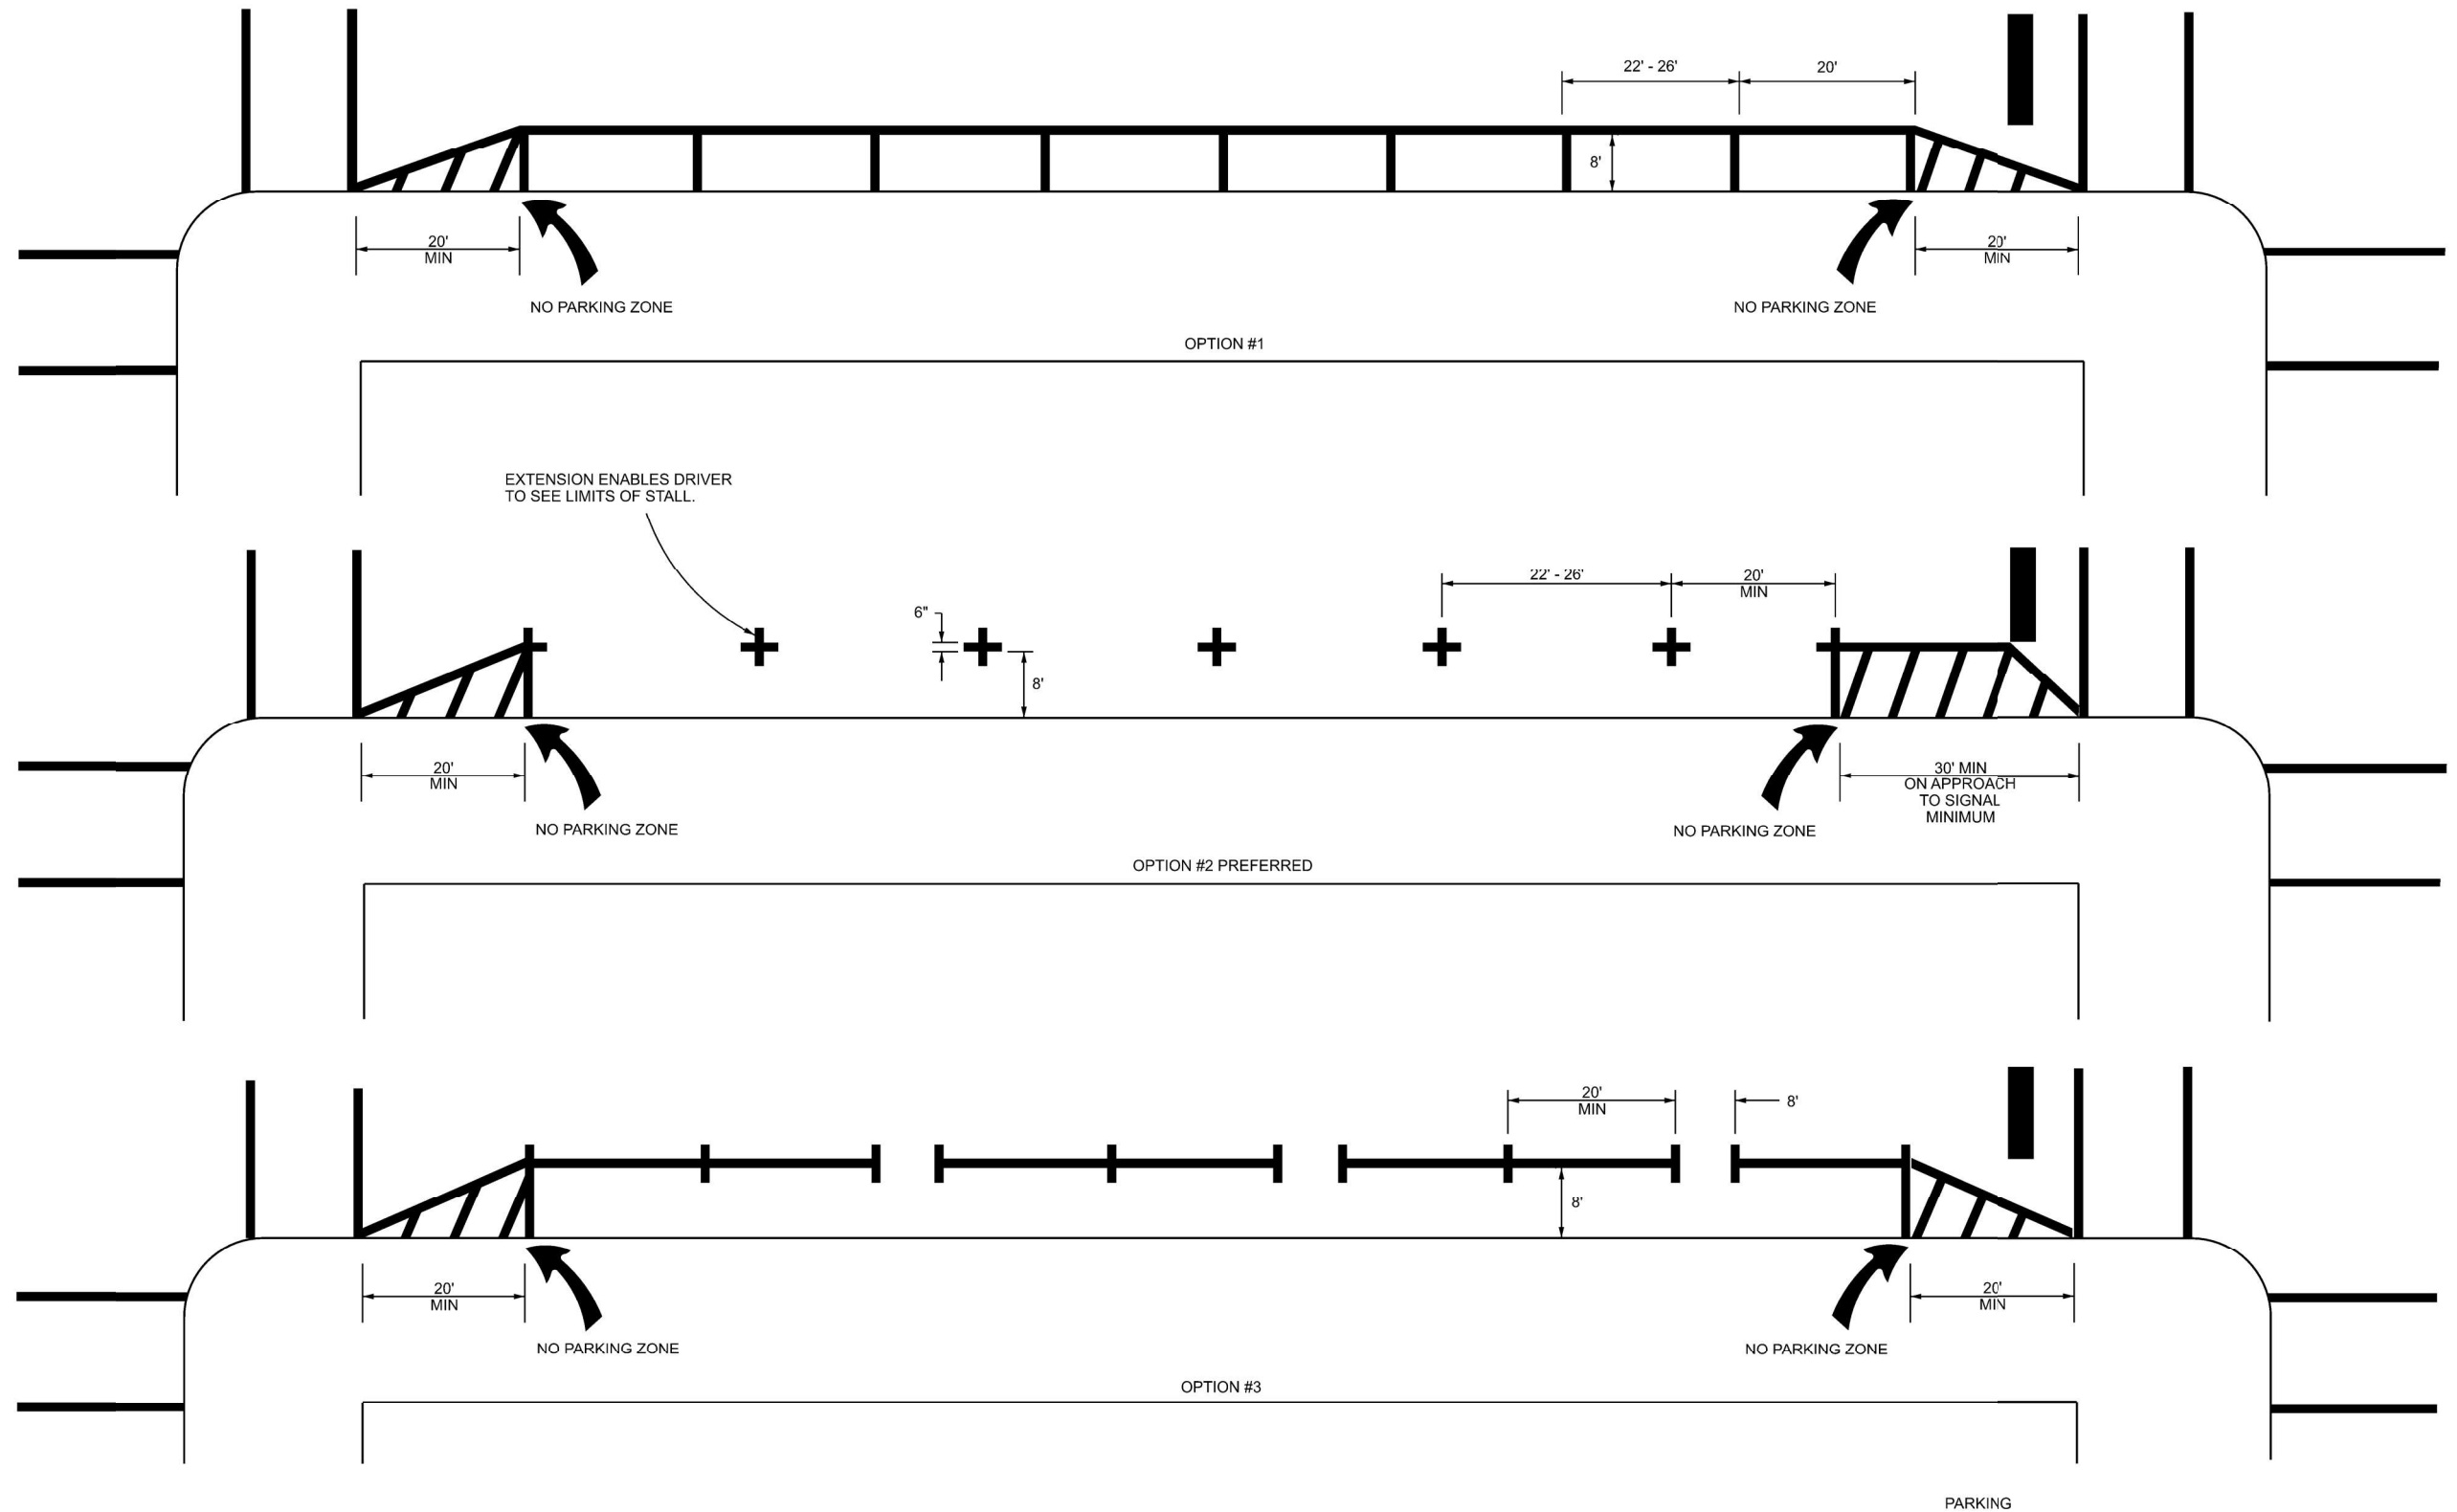 22' - 26'
20'
8'
20'
MIN
20'
MIN
NO PARKING ZONE
NO PARKING ZONE
OPTION #1
EXTENSION ENABLES DRIVER
TO SEE LIMITS OF STALL.
22' - 26'
20'
MIN
6"
8'
20'
MIN
30' MIN
ON APPROACH
TO SIGNAL
MINIMUM
NO PARKING ZONE
NO PARKING ZONE
OPTION #2 PREFERRED
20'
MIN
8'
8'
20'
MIN
20'
MIN
NO PARKING ZONE
NO PARKING ZONE
OPTION #3
PARKING